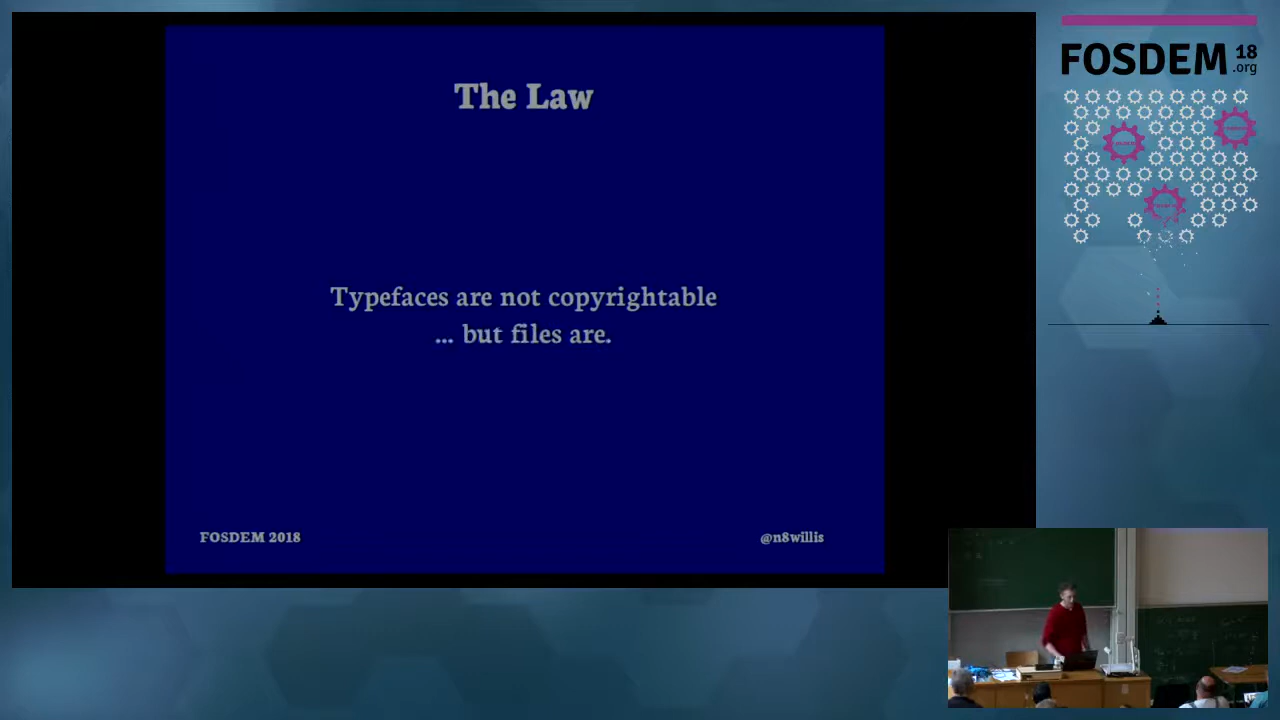 The Law
Typefaces are not copyrightable
... but files are.
FOSDEM 2018
@n8willis
FOSDEM 18
.org